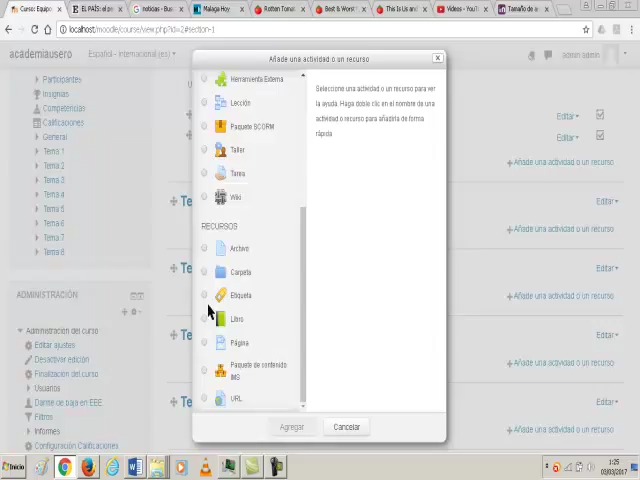 Curso: Equipo
EL PAÍS: el p
noticias - Bus
Malaga Hoy
Rotten Tomat
Best & Worst
This Is Us and
Videos - YouT
Tamaño de a
localhost/moodle/course/view.php?id=2#section-1
academiausero
Español - Internacional (es)
admin admin
Participantes
Insignias
Competencias
Calificaciones
General
Tema 1
Tema 2
Tema 3
Tema 4
Tema 5
Tema 6
Tema 7
Tema 8
ADMINISTRACIÓN
Administración del curso
Editar ajustes
Desactivar edición
Finalización del curso
Usuarios
Darme de baja en EEE
Filtros
Informes
Configuración Calificaciones
Añade una actividad o un recurso
Herramienta Externa
Lección
Paquete SCORM
Taller
Tarea
Wiki
RECURSOS
Archivo
Carpeta
Etiqueta
Libro
Página
Paquete de contenido
IMS
URL
Seleccione una actividad o un recurso para ver
la ayuda. Haga doble clic en el nombre de una
actividad o recurso para añadirla de forma
rápida
Agregar
Cancelar
Editar
Editar
Añade una actividad o un recurso
Te
Editar
Añade una actividad o un recurso
Te
Editar
Añade una actividad o un recurso
Te
Editar
Añade una actividad o un recurso
Te
Editar
Añade una actividad o un recurso
Inicio
ES
1:25
03/03/2017